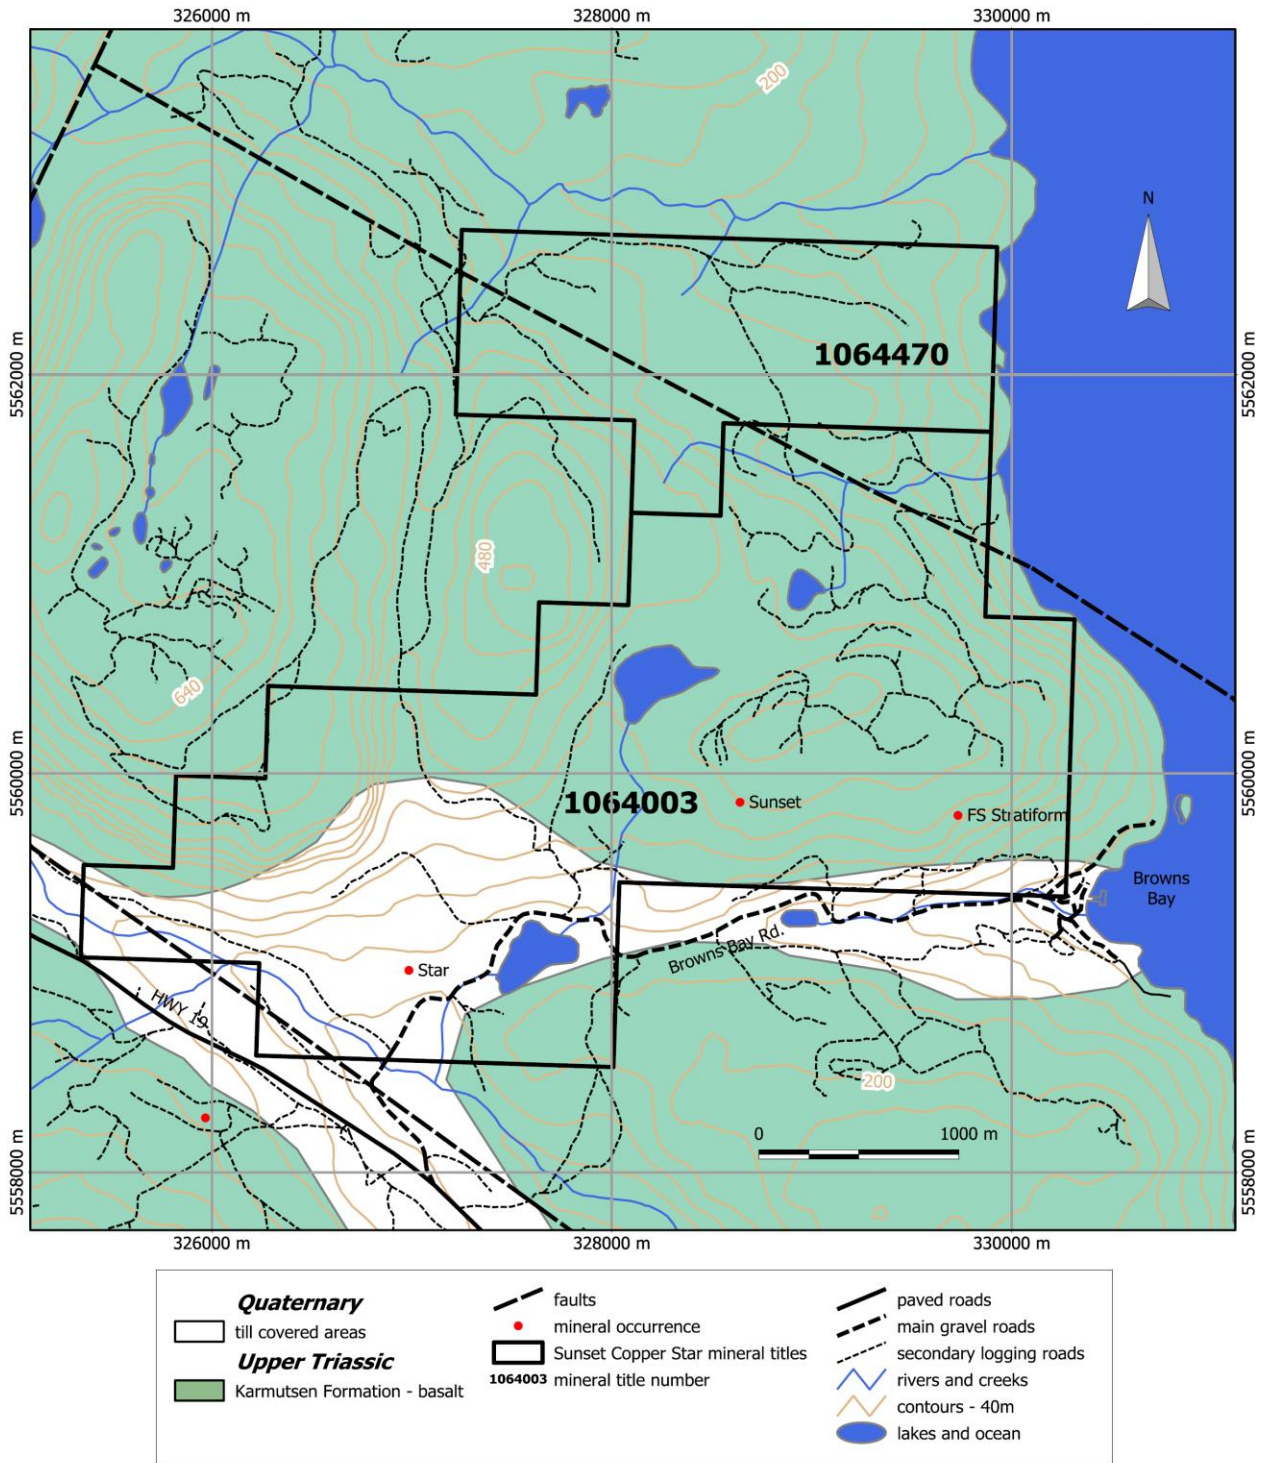 326000 m
328000 m
330000 m
200
N
5562000 m
5562000 m
1064470
480
640
5560000 m
5560000 m
1064003
Sunset
FS Stratiform
Browns
Bay
Browns Bay Rd.
Star
HWY 19
200
0
1000 m
5558000 m
5558000 m
326000 m
328000 m
330000 m
Quaternary
till covered areas
Upper Triassic
Karmutsen Formation - basalt
faults
mineral occurrence
Sunset Copper Star mineral titles
1064003 mineral title number
paved roads
main gravel roads
secondary logging roads
rivers and creeks
contours - 40m
lakes and ocean